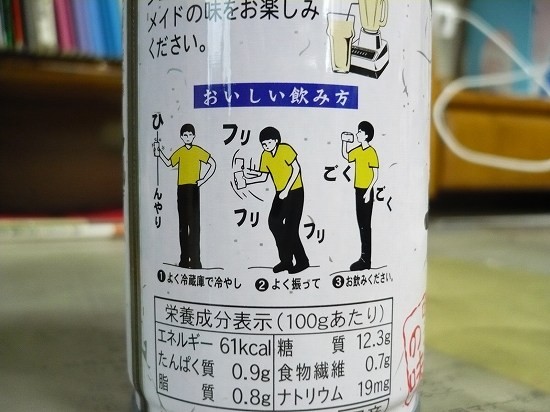 メイドの味をお楽しみ
ください。
おいしい飲み方
ひ
んやり
フリ
フリ
フリ
ごく
ごく
❶よく冷蔵庫で冷やし
❷よく振づて
❸お飲みください。
栄養成分表示(100gあたり)
エネルギー 61kcal 糖質 12.3g
たんぱく質 0.9g 食物繊維 0.7g
脂質 0.8g ナトリウム 19mg